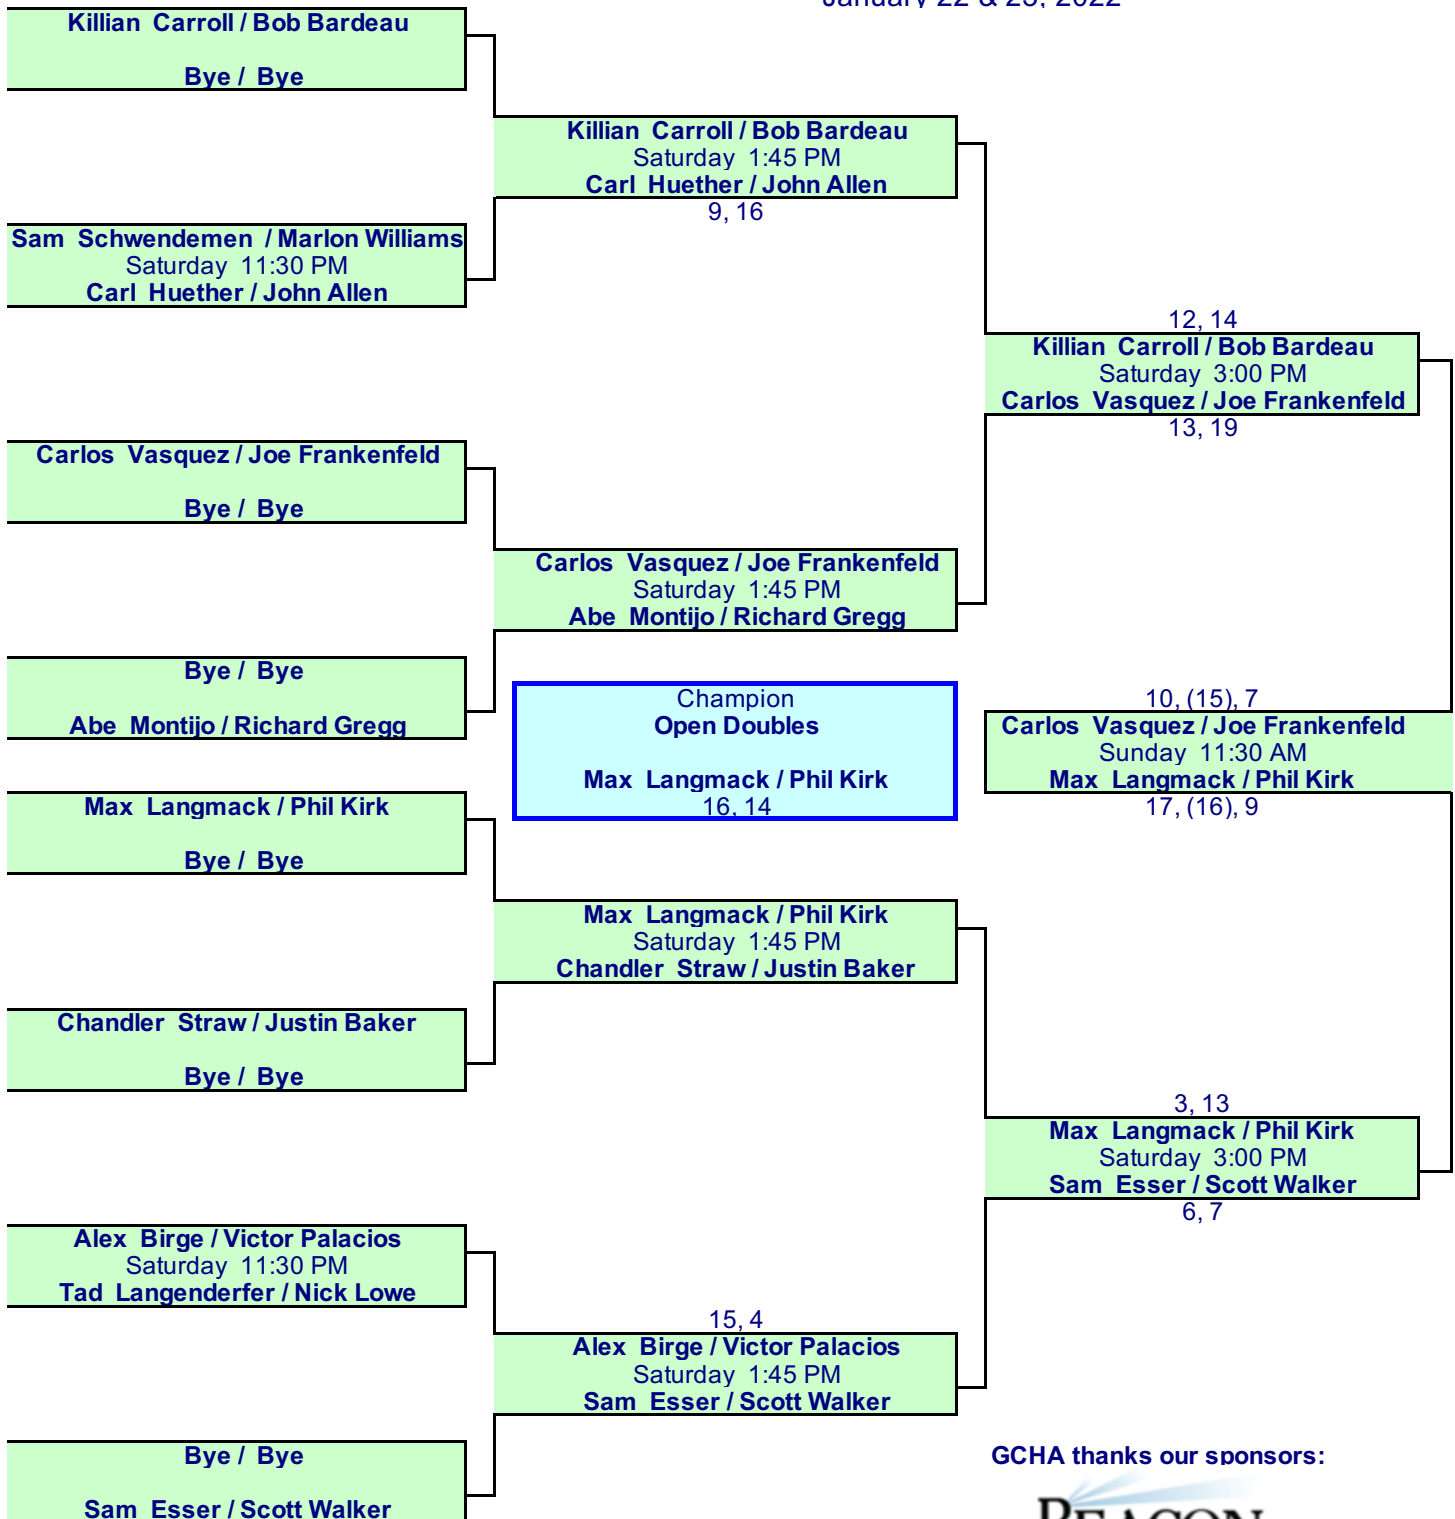 January 22 & 23, 2022
Killian Carroll / Bob Bardeau
Bye / Bye
Killian Carroll / Bob Bardeau
Saturday 1:45 PM
Carl Huether / John Allen
9, 16
Sam Schwendemen / Marlon Williams
Saturday 11:30 PM
Carl Huether / John Allen
12, 14
Killian Carroll / Bob Bardeau
Saturday 3:00 PM
Carlos Vasquez / Joe Frankenfeld
13, 19
Carlos Vasquez / Joe Frankenfeld
Bye / Bye
Carlos Vasquez / Joe Frankenfeld
Saturday 1:45 PM
Abe Montijo / Richard Gregg
Bye / Bye
Abe Montijo / Richard Gregg
Champion
Open Doubles
Max Langmack / Phil Kirk
16, 14
10, (15), 7
Carlos Vasquez / Joe Frankenfeld
Sunday 11:30 AM
Max Langmack / Phil Kirk
17, (16), 9
Max Langmack / Phil Kirk
Bye / Bye
Max Langmack / Phil Kirk
Saturday 1:45 PM
Chandler Straw / Justin Baker
Chandler Straw / Justin Baker
Bye / Bye
3, 13
Max Langmack / Phil Kirk
Saturday 3:00 PM
Sam Esser / Scott Walker
6, 7
Alex Birge / Victor Palacios
Saturday 11:30 PM
Tad Langenderfer / Nick Lowe
15, 4
Alex Birge / Victor Palacios
Saturday 1:45 PM
Sam Esser / Scott Walker
Bye / Bye
Sam Esser / Scott Walker
GCHA thanks our sponsors:
BEACON